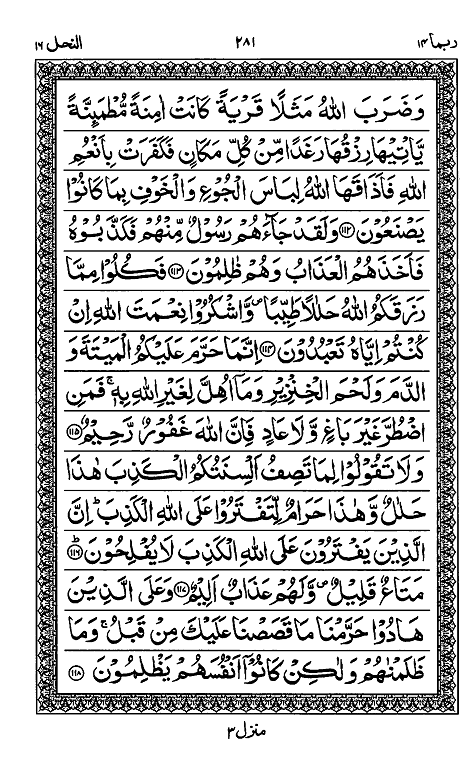 ربما ١٤ ٢٨١ النحل ١٦
وَضَرَبَ اللّٰهُ مَثَلًا قَرْيَةً كَانَتْ اٰمِنَةً مُّطْمَىِٕنَّةً
يَّاْتِيْهَا رِزْقُهَا رَغَدًا مِّنْ كُلِّ مَكَانٍ فَكَفَرَتْ بِاَنْعُمِ
اللّٰهِ فَاَذَاقَهَا اللّٰهُ لِبَاسَ الْجُوْعِ وَالْخَوْفِ بِمَا كَانُوْا
يَصْنَعُوْنَ ﴿١١٢﴾ وَلَقَدْ جَآءَهُمْ رَسُوْلٌ مِّنْهُمْ فَكَذَّبُوْهُ
فَاَخَذَهُمُ الْعَذَابُ وَهُمْ ظٰلِمُوْنَ ﴿١١٣﴾ فَكُلُوْا مِمَّا
رَزَقَكُمُ اللّٰهُ حَلٰلًا طَيِّبًا ۪ وَّاشْكُرُوْا نِعْمَتَ اللّٰهِ اِنْ
كُنْتُمْ اِيَّاهُ تَعْبُدُوْنَ ﴿١١٤﴾ اِنَّمَا حَرَّمَ عَلَيْكُمُ الْمَيْتَةَ وَ
الدَّمَ وَلَحْمَ الْخِنْزِيْرِ وَمَآ اُهِلَّ لِغَيْرِ اللّٰهِ بِهٖ ۚ فَمَنِ
اضْطُرَّ غَيْرَ بَاغٍ وَّلَا عَادٍ فَاِنَّ اللّٰهَ غَفُوْرٌ رَّحِيْمٌ ﴿١١٥﴾
وَلَا تَقُوْلُوْا لِمَا تَصِفُ اَلْسِنَتُكُمُ الْكَذِبَ هٰذَا
حَلٰلٌ وَّهٰذَا حَرَامٌ لِّتَفْتَرُوْا عَلَى اللّٰهِ الْكَذِبَ ؕ اِنَّ
الَّذِيْنَ يَفْتَرُوْنَ عَلَى اللّٰهِ الْكَذِبَ لَا يُفْلِحُوْنَ ﴿١١٦﴾ؕ
مَتَاعٌ قَلِيْلٌ ۪ وَّلَهُمْ عَذَابٌ اَلِيْمٌ ﴿١١٧﴾ وَعَلَى الَّذِيْنَ
هَادُوْا حَرَّمْنَا مَا قَصَصْنَا عَلَيْكَ مِنْ قَبْلُ ۚ وَمَا
ظَلَمْنٰهُمْ وَلٰكِنْ كَانُوْٓا اَنْفُسَهُمْ يَظْلِمُوْنَ ﴿١١٨﴾
منزل ٣